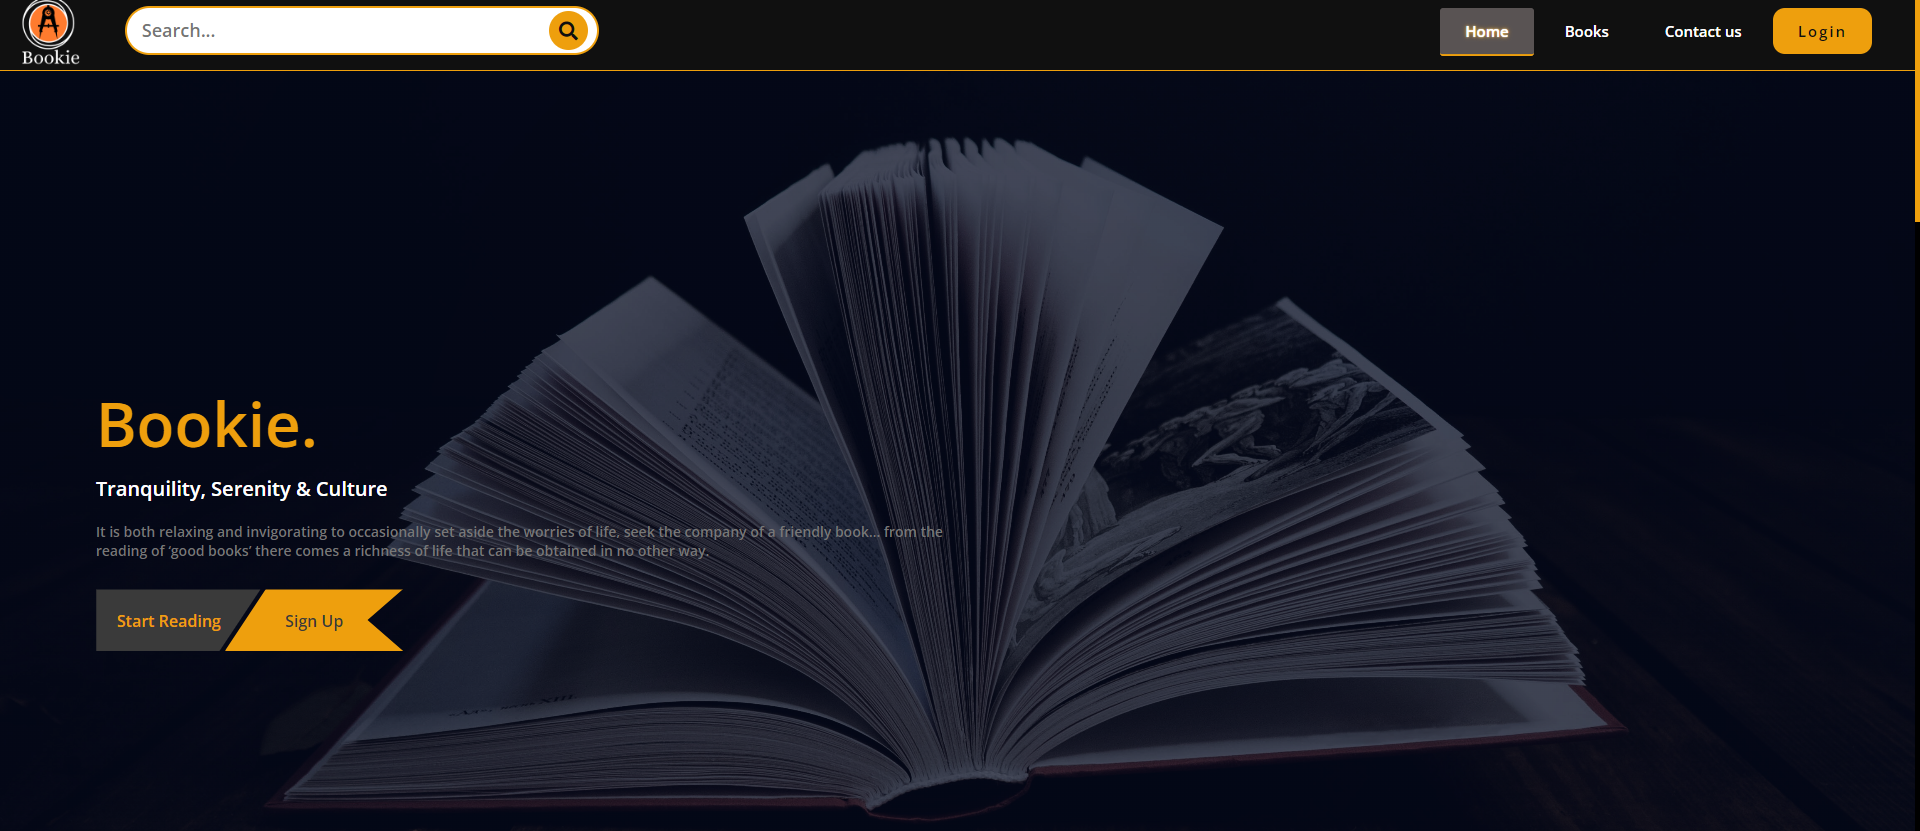 Bookie
Search...
Home
Books
Contact us
Login
Bookie.
Tranquility, Serenity & Culture
It is both relaxing and invigorating to occasionally set aside the worries of life, seek the company of a friendly book... from the
reading of ‘good books’ there comes a richness of life that can be obtained in no other way.
Start Reading
Sign Up